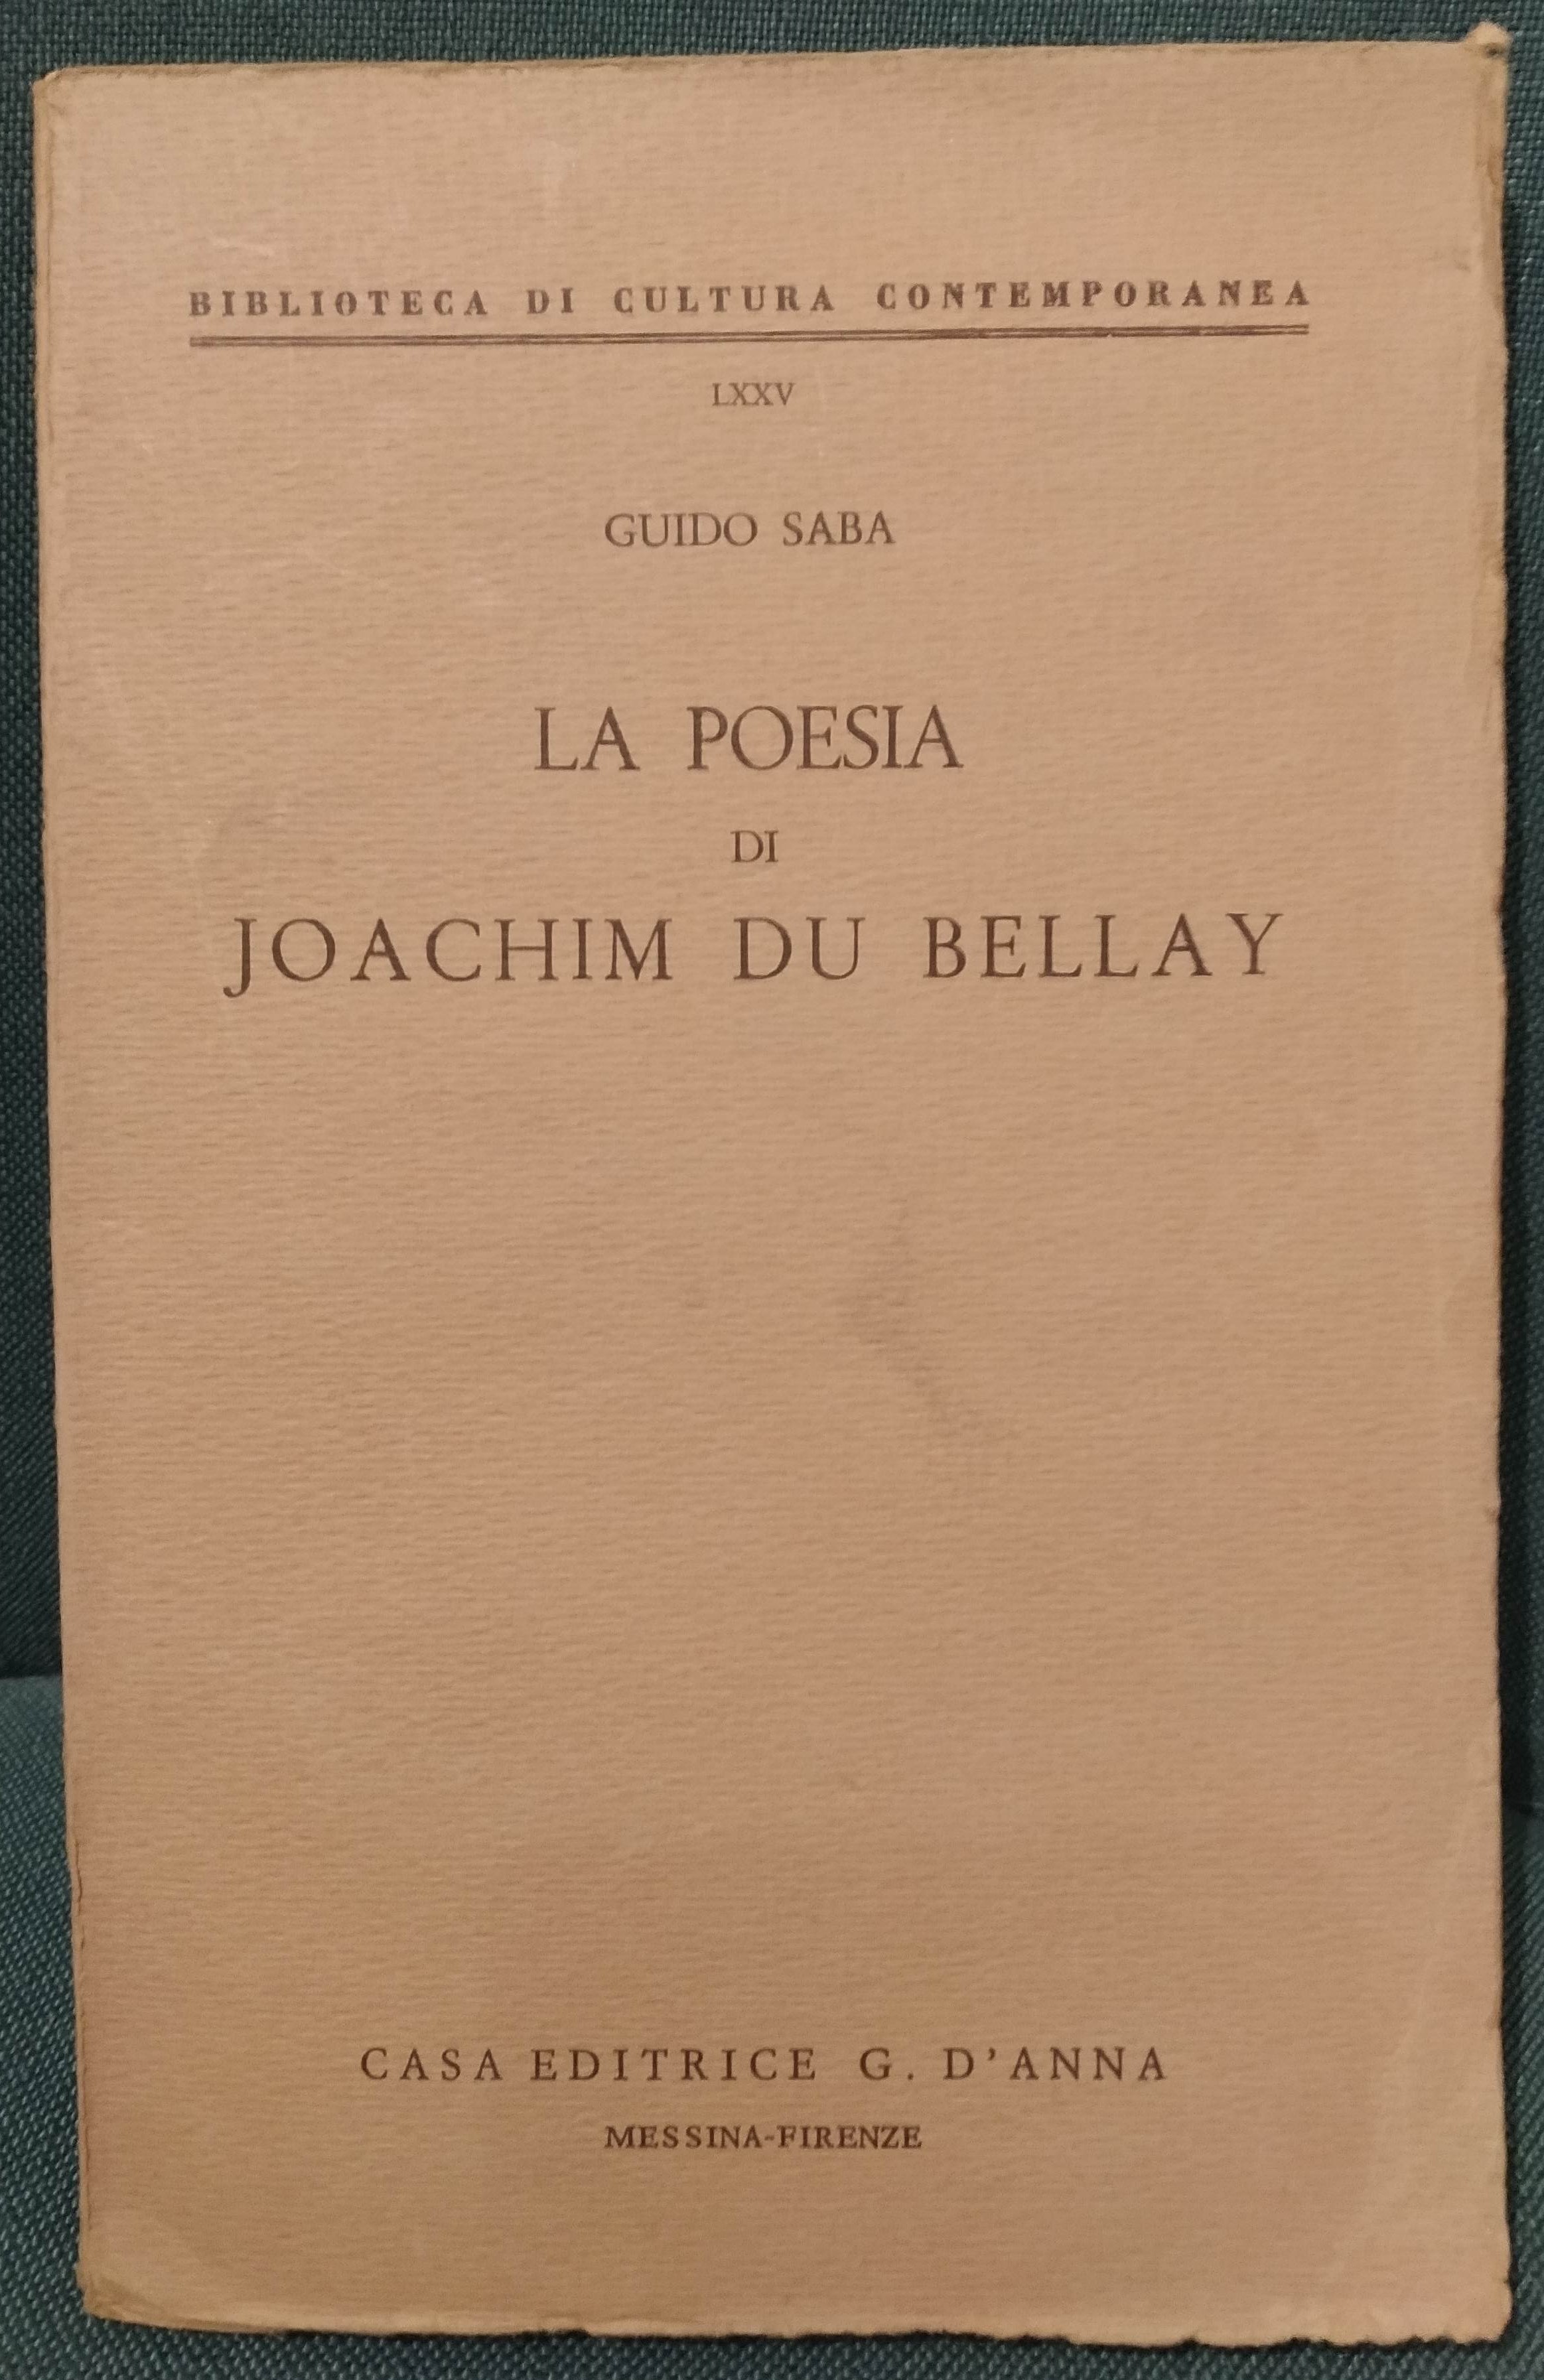 BIBLIOTECA DI CULTURA CONTEMPORANEA
LXXV
GUIDO SABA
LA POESIA
DI
JOACHIM DU BELLAY
CASA EDITRICE G. D'ANNA
MESSINA-FIRENZE